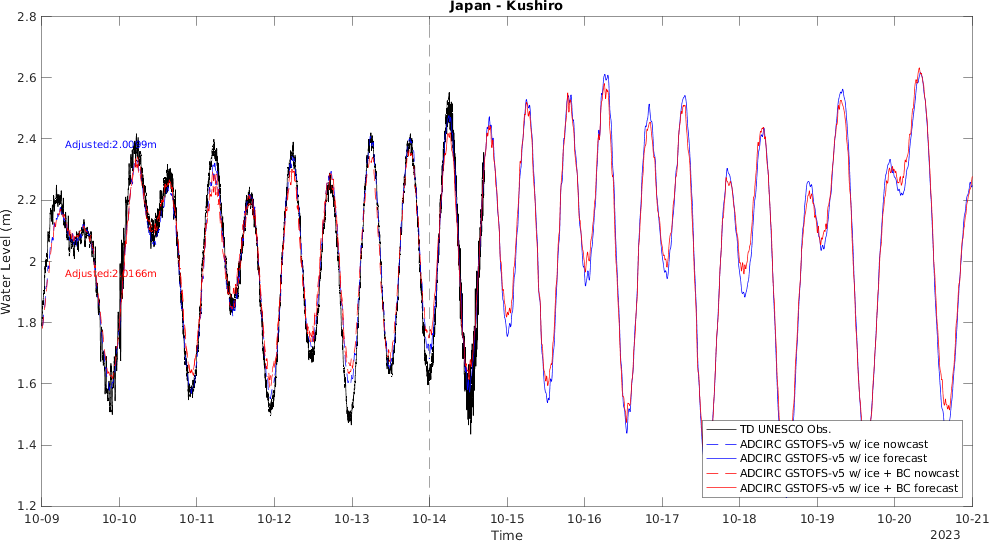 Japan - Kushiro
2.8
2.6
2.4
2.2
2
1.8
1.6
1.4
1.2
Water Level (m)
Adjusted:2.0099m
Adjusted:2.0166m
TD UNESCO Obs.
ADCIRC GSTOFS-v5 w/ ice nowcast
ADCIRC GSTOFS-v5 w/ ice forecast
ADCIRC GSTOFS-v5 w/ ice + BC nowcast
ADCIRC GSTOFS-v5 w/ ice + BC forecast
10-09 10-10 10-11 10-12 10-13 10-14 10-15 10-16 10-17 10-18 10-19 10-20 10-21
Time
2023